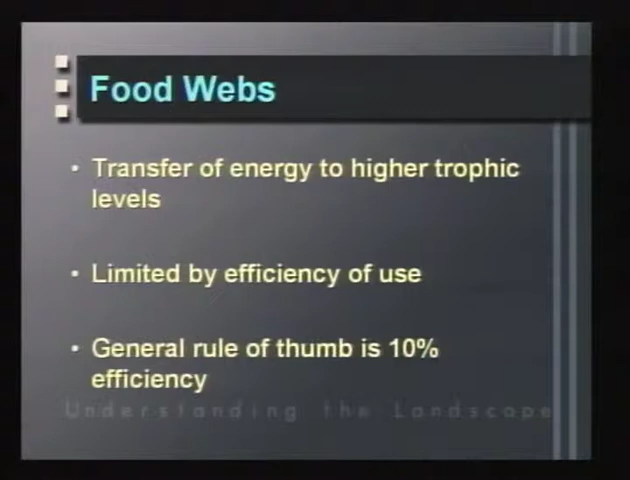 Food Webs
• Transfer of energy to higher trophic
levels
• Limited by efficiency of use
• General rule of thumb is 10%
efficiency
Understanding the Landscape